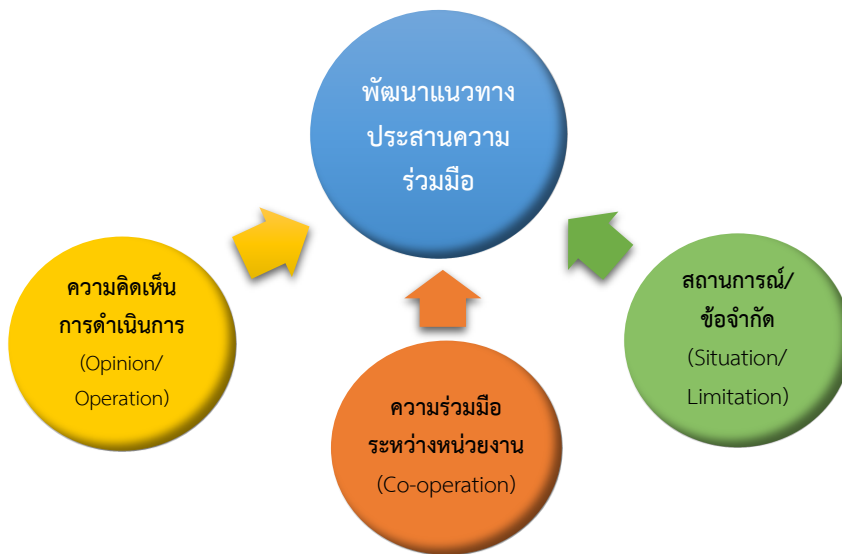 พัฒนาแนวทาง
ประสานความ
ร่วมมือ
ความคิดเห็น
การดำเนินการ
(Opinion/
Operation)
ความร่วมมือ
ระหว่างหน่วยงาน
(Co-operation)
สถานการณ์/
ข้อจำกัด
(Situation/
Limitation)